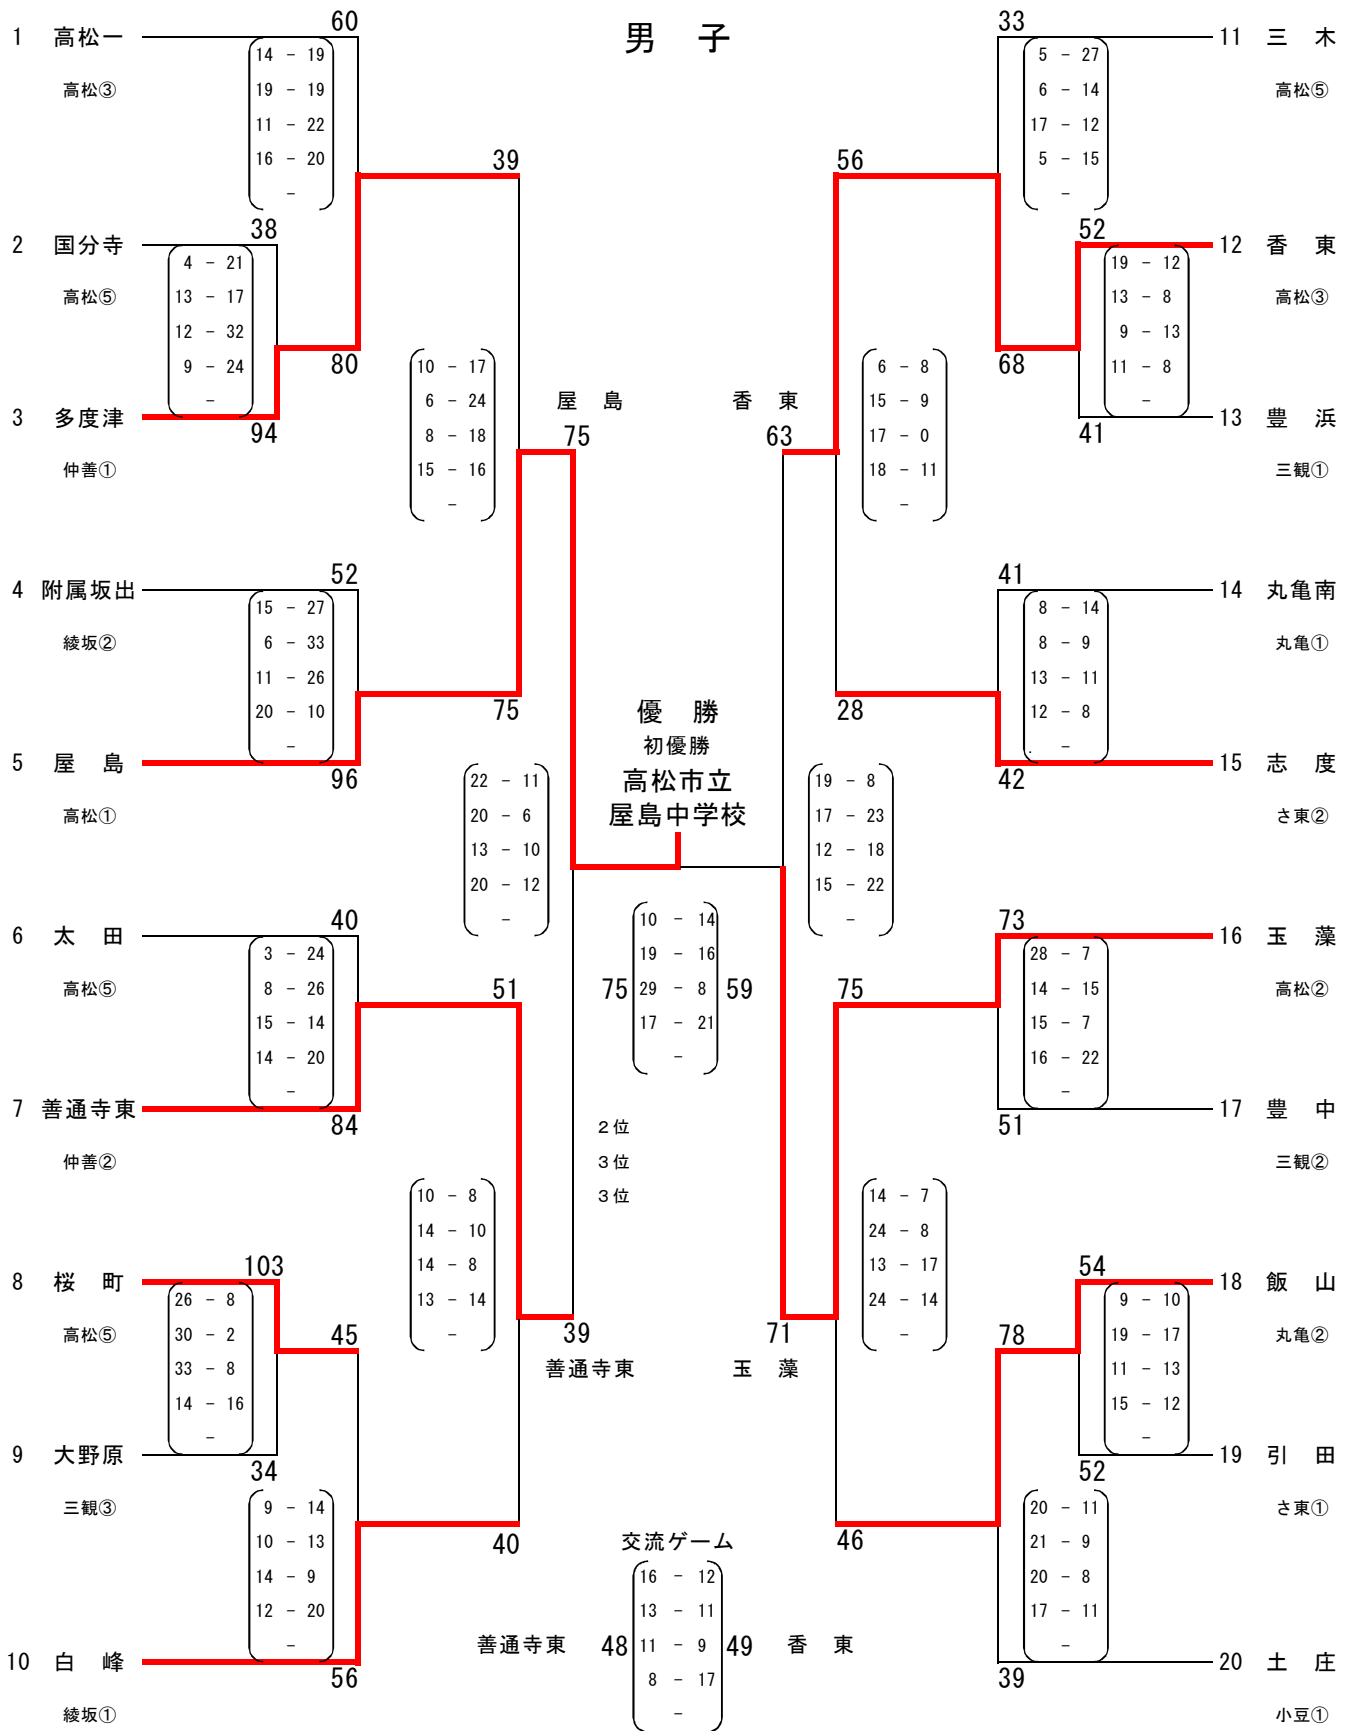 男　子
1 高松一 60
高松③
14 - 19
19 - 19
11 - 22
16 - 20
-
2 国分寺 38
高松⑤
4 - 21
13 - 17
12 - 32
9 - 24
-
80
3 多度津 94
仲善①
39
10 - 17
6 - 24
8 - 18
15 - 16
-
屋　島
75
4 附属坂出 52
綾坂②
15 - 27
6 - 33
11 - 26
20 - 10
-
75
5 屋　島 96
高松①
22 - 11
20 - 6
13 - 10
20 - 12
-
6 太　田 40
高松⑤
3 - 24
8 - 26
15 - 14
14 - 20
-
51
7 善通寺東 84
仲善②
10 - 8
14 - 10
14 - 8
13 - 14
-
39
善通寺東
8 桜　町 103
高松⑤
26 - 8
30 - 2
33 - 8
14 - 16
-
45
9 大野原 34
三観③
9 - 14
10 - 13
14 - 9
12 - 20
-
40
10 白　峰 56
綾坂①
優　勝
初優勝
高松市立
屋島中学校
10 - 14
19 - 16
75 29 - 8 59
17 - 21
-
２位
３位
３位
交流ゲーム
16 - 12
13 - 11
善通寺東 48 11 - 9 49 香　東
8 - 17
-
33 11 三　木
高松⑤
5 - 27
6 - 14
17 - 12
5 - 15
-
56
52 12 香　東
高松③
19 - 12
13 - 8
9 - 13
11 - 8
-
68
41 13 豊　浜
三観①
6 - 8
15 - 9
17 - 0
18 - 11
-
香　東
63
41 14 丸亀南
丸亀①
8 - 14
8 - 9
13 - 11
12 - 8
-
28
42 15 志　度
さ東②
19 - 8
17 - 23
12 - 18
15 - 22
-
73 16 玉　藻
高松②
28 - 7
14 - 15
15 - 7
16 - 22
-
75
51 17 豊　中
三観②
14 - 7
24 - 8
13 - 17
24 - 14
-
71
玉　藻
54 18 飯　山
丸亀②
9 - 10
19 - 17
11 - 13
15 - 12
-
78
52 19 引　田
さ東①
20 - 11
21 - 9
20 - 8
17 - 11
-
46
39 20 土　庄
小豆①